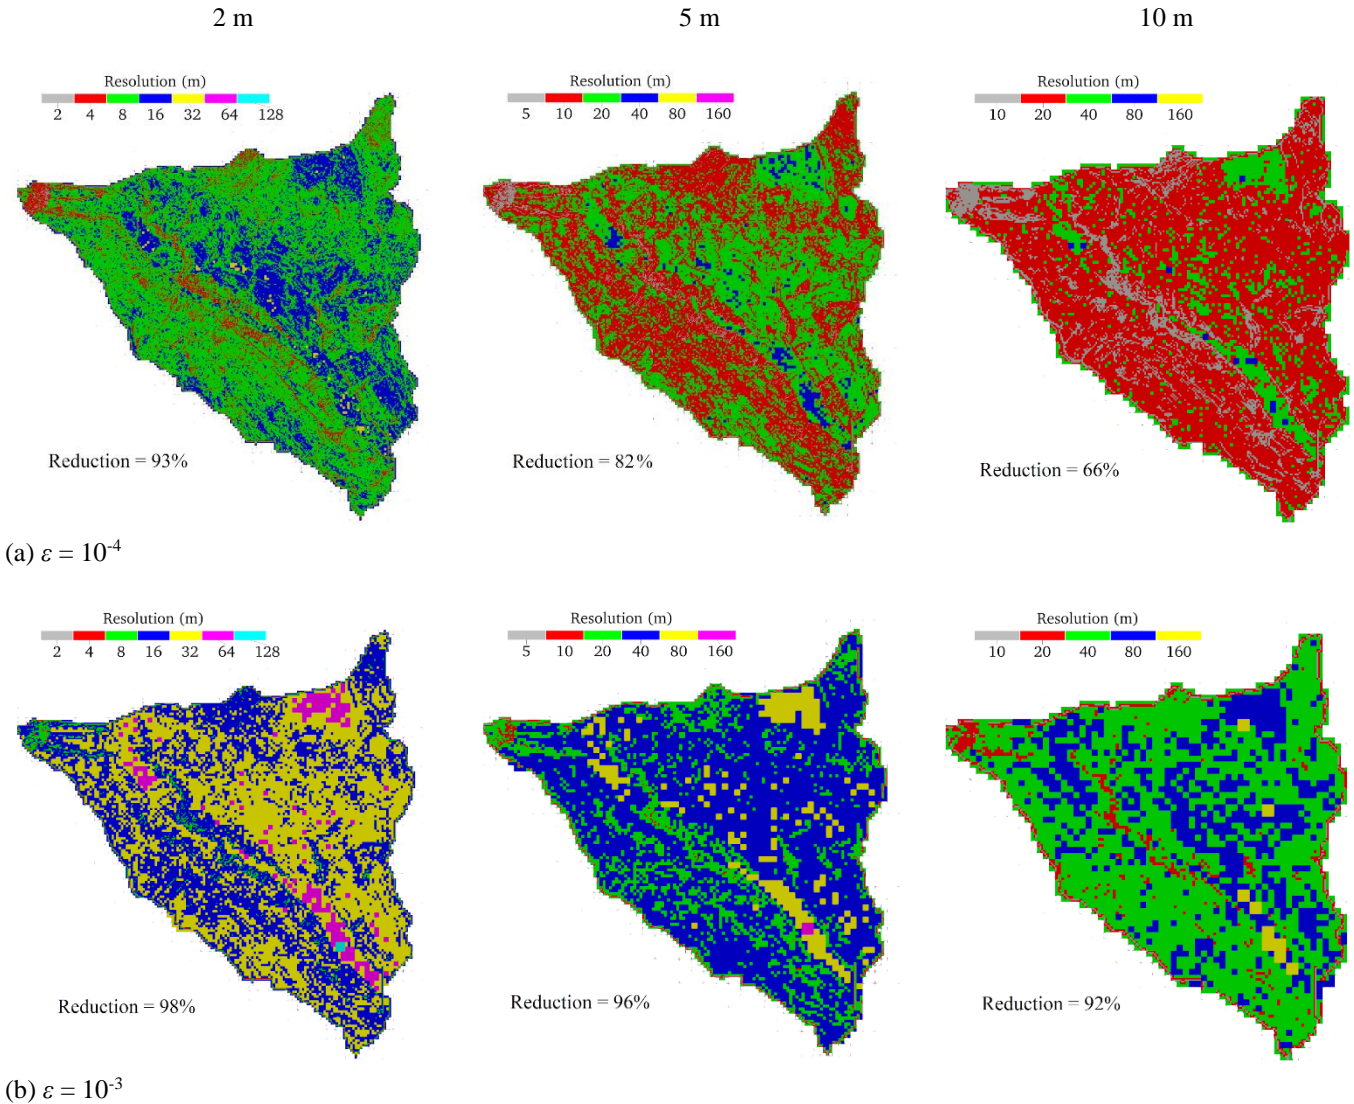 2 m 5 m 10 m
Resolution (m) Resolution (m) Resolution (m)
2 4 8 16 32 64 128 5 10 20 40 80 160 10 20 40 80 160
Reduction = 93% Reduction = 82% Reduction = 66%
(a) ε = 10⁻⁴
Resolution (m) Resolution (m) Resolution (m)
2 4 8 16 32 64 128 5 10 20 40 80 160 10 20 40 80 160
Reduction = 98% Reduction = 96% Reduction = 92%
(b) ε = 10⁻³